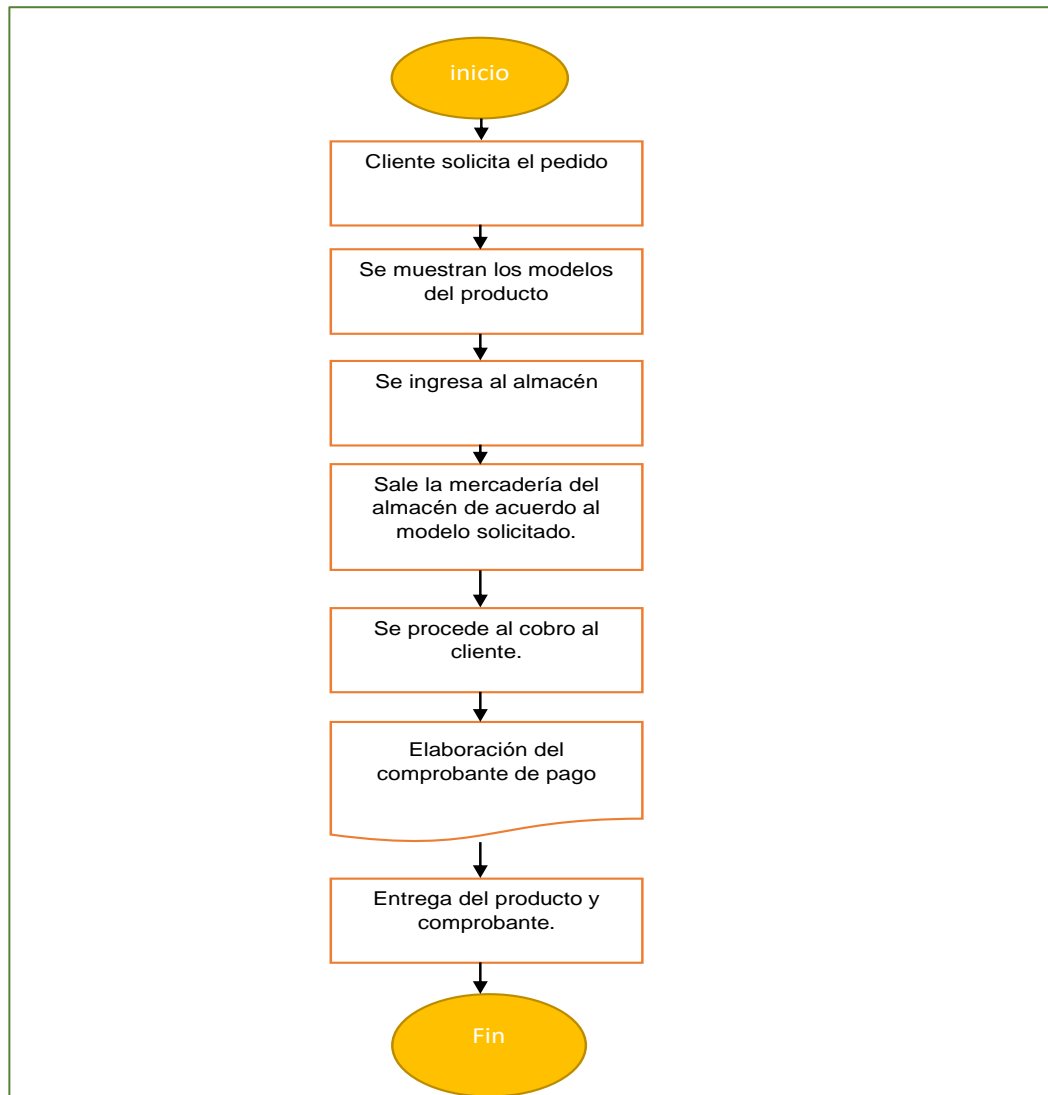 inicio
Cliente solicita el pedido
Se muestran los modelos
del producto
Se ingresa al almacén
Sale la mercadería del
almacén de acuerdo al
modelo solicitado.
Se procede al cobro al
cliente.
Elaboración del
comprobante de pago
Entrega del producto y
comprobante.
Fin